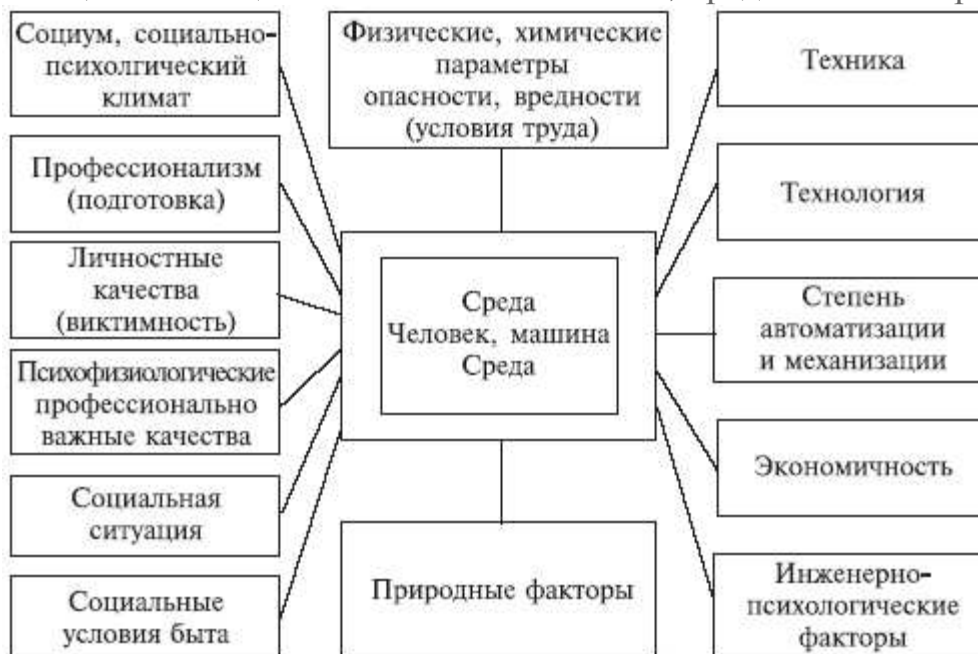 Социум, социально-
психолгический
климат
Профессионализм
(подготовка)
Личностные
качества
(виктимность)
Психофизиологические
профессионально
важные качества
Социальная
ситуация
Социальные
условия быта
Физические, химические
параметры
опасности, вредности
(условия труда)
Среда
Человек, машина
Среда
Природные факторы
Техника
Технология
Степень
автоматизации
и механизации
Экономичность
Инженерно-
психологические
факторы